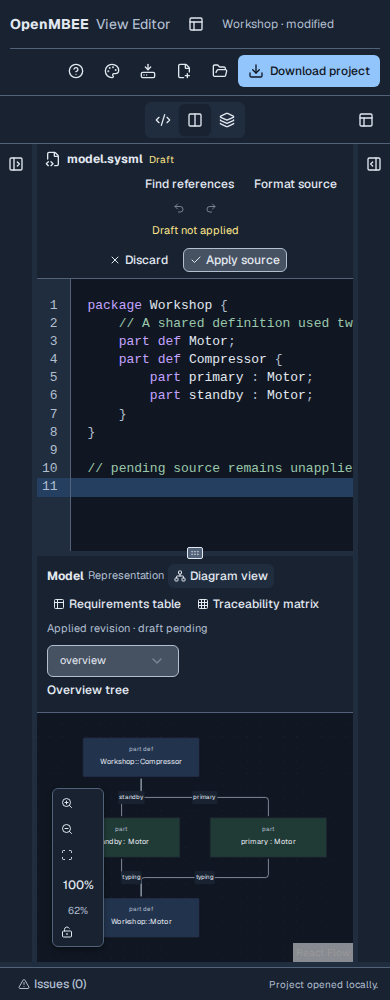 OpenMBEE View Editor Workshop · modified
Download project
model.sysml Draft
Find references Format source
Draft not applied
Discard Apply source
1 package Workshop {
2 // A shared definition used tw
3 part def Motor;
4 part def Compressor {
5 part primary : Motor;
6 part standby : Motor;
7 }
8 }
9
10 // pending source remains unapplie
11
Model Representation Diagram view
Requirements table Traceability matrix
Applied revision · draft pending
overview
Overview tree
part def
Workshop::Compressor
standby primary
part
ndby : Motor
part
primary : Motor
typing typing
part def
Workshop::Motor
100%
62%
React Flow
Issues (0) Project opened locally.